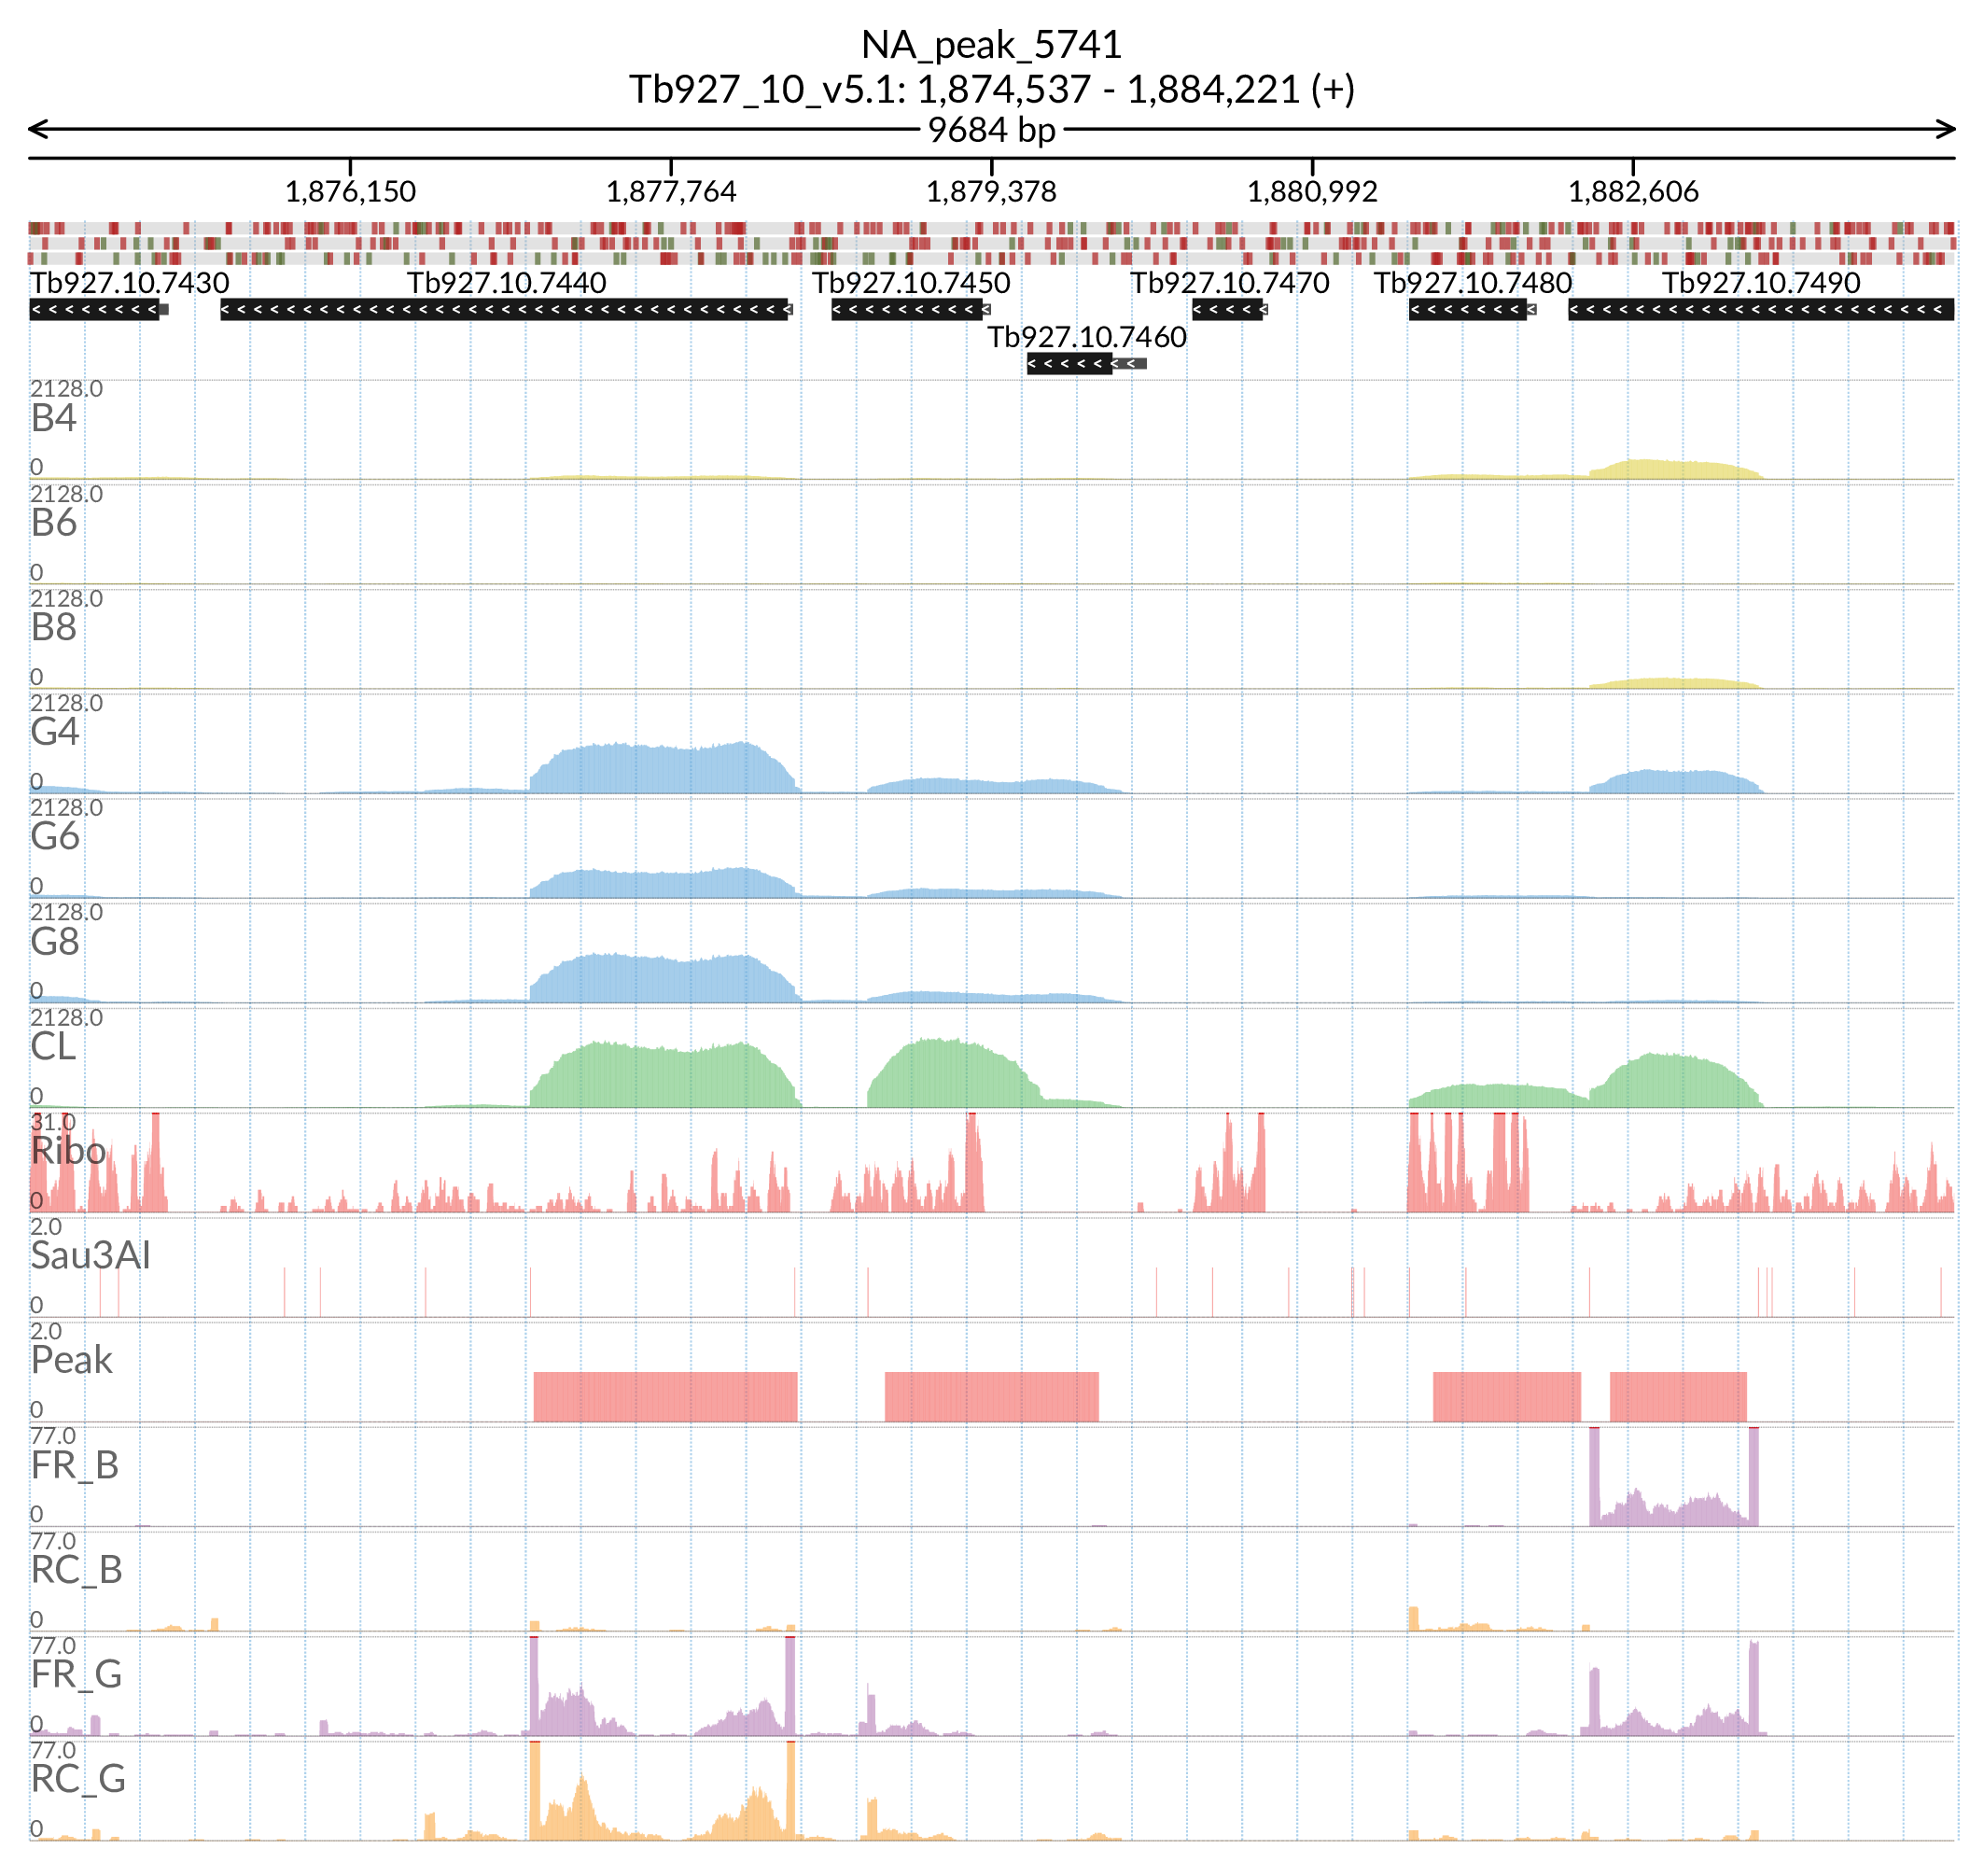 NA_peak_5741
Tb927_10_v5.1: 1,874,537 - 1,884,221 (+)
9684 bp
1,876,150 1,877,764 1,879,378 1,880,992 1,882,606
Tb927.10.7430 Tb927.10.7440 Tb927.10.7450 Tb927.10.7470 Tb927.10.7480 Tb927.10.7490
Tb927.10.7460
2128.0
B4
0
2128.0
B6
0
2128.0
B8
0
2128.0
G4
0
2128.0
G6
0
2128.0
G8
0
2128.0
CL
0
31.0
Ribo
0
2.0
Sau3AI
0
2.0
Peak
0
77.0
FR_B
0
77.0
RC_B
0
77.0
FR_G
0
77.0
RC_G
0